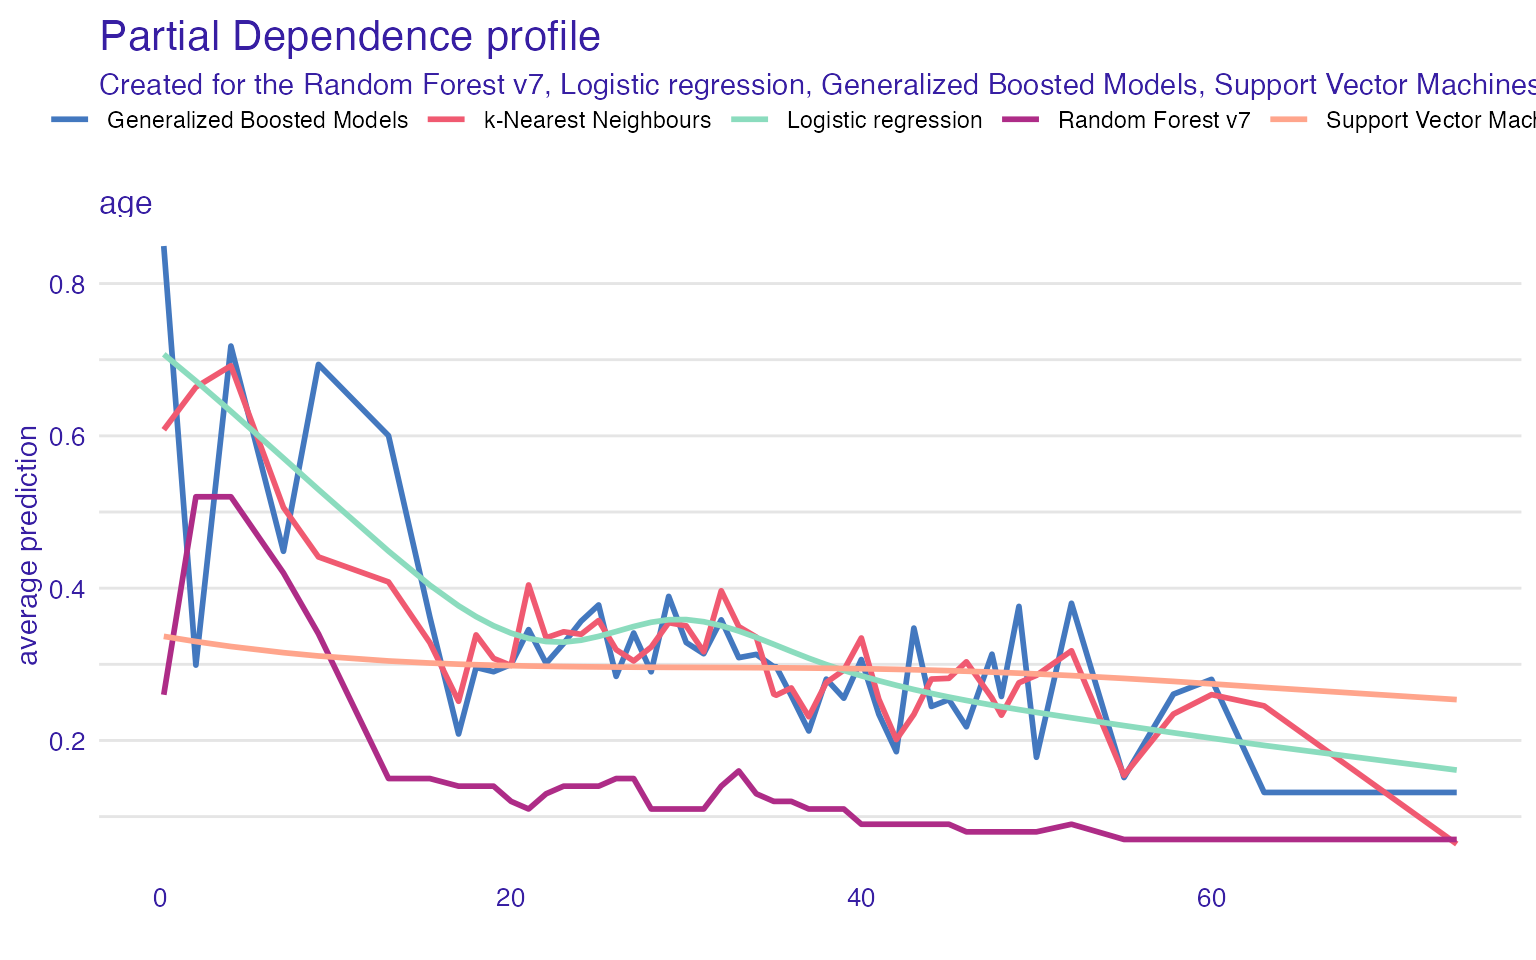 Partial Dependence profile
Created for the Random Forest v7, Logistic regression, Generalized Boosted Models, Support Vector Machines
Generalized Boosted Models k-Nearest Neighbours Logistic regression Random Forest v7 Support Vector
age
average prediction
0.8
0.6
0.4
0.2
0 20 40 60